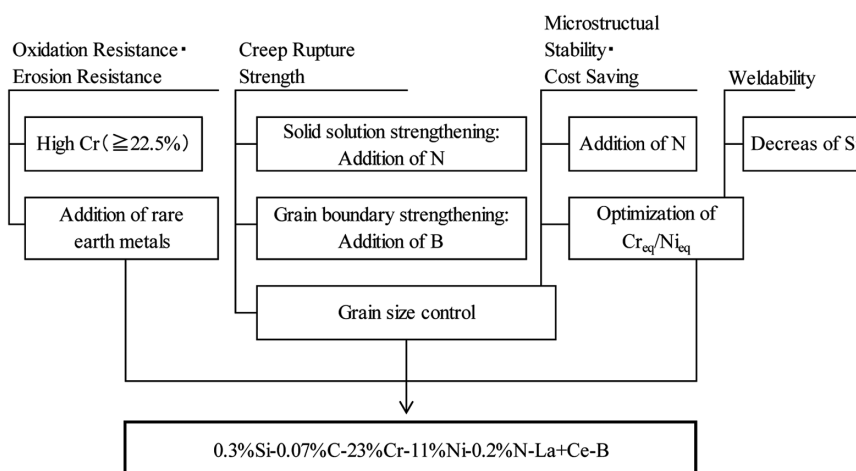 Oxidation Resistance・
Erosion Resistance
High Cr（≧22.5%）
Addition of rare
earth metals
Creep Rupture
Strength
Solid solution strengthening:
Addition of N
Grain boundary strengthening:
Addition of B
Grain size control
Microstructual
Stability・
Cost Saving
Addition of N
Optimization of
Creq/Nieq
Weldability
Decreas of S
0.3%Si-0.07%C-23%Cr-11%Ni-0.2%N-La+Ce-B